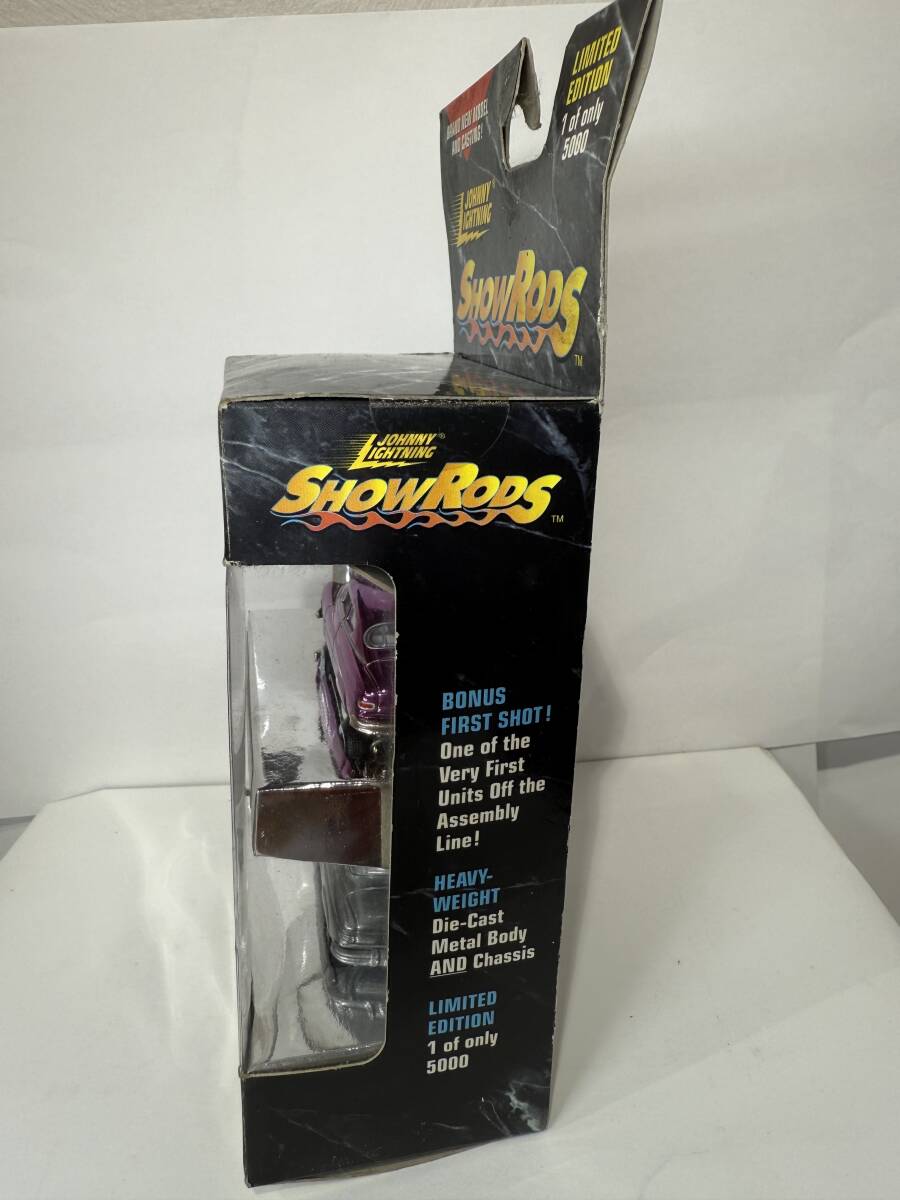 BRAND NEW MODEL
AND CASTING!
LIMITED
EDITION
1 of only
5000
JOHNNY
LIGHTNING®
SHOWRODS
TM
JOHNNY
LIGHTNING®
SHOWRODS
TM
BONUS
FIRST SHOT!
One of the
Very First
Units Off the
Assembly
Line!
HEAVY-
WEIGHT
Die-Cast
Metal Body
AND Chassis
LIMITED
EDITION
1 of only
5000